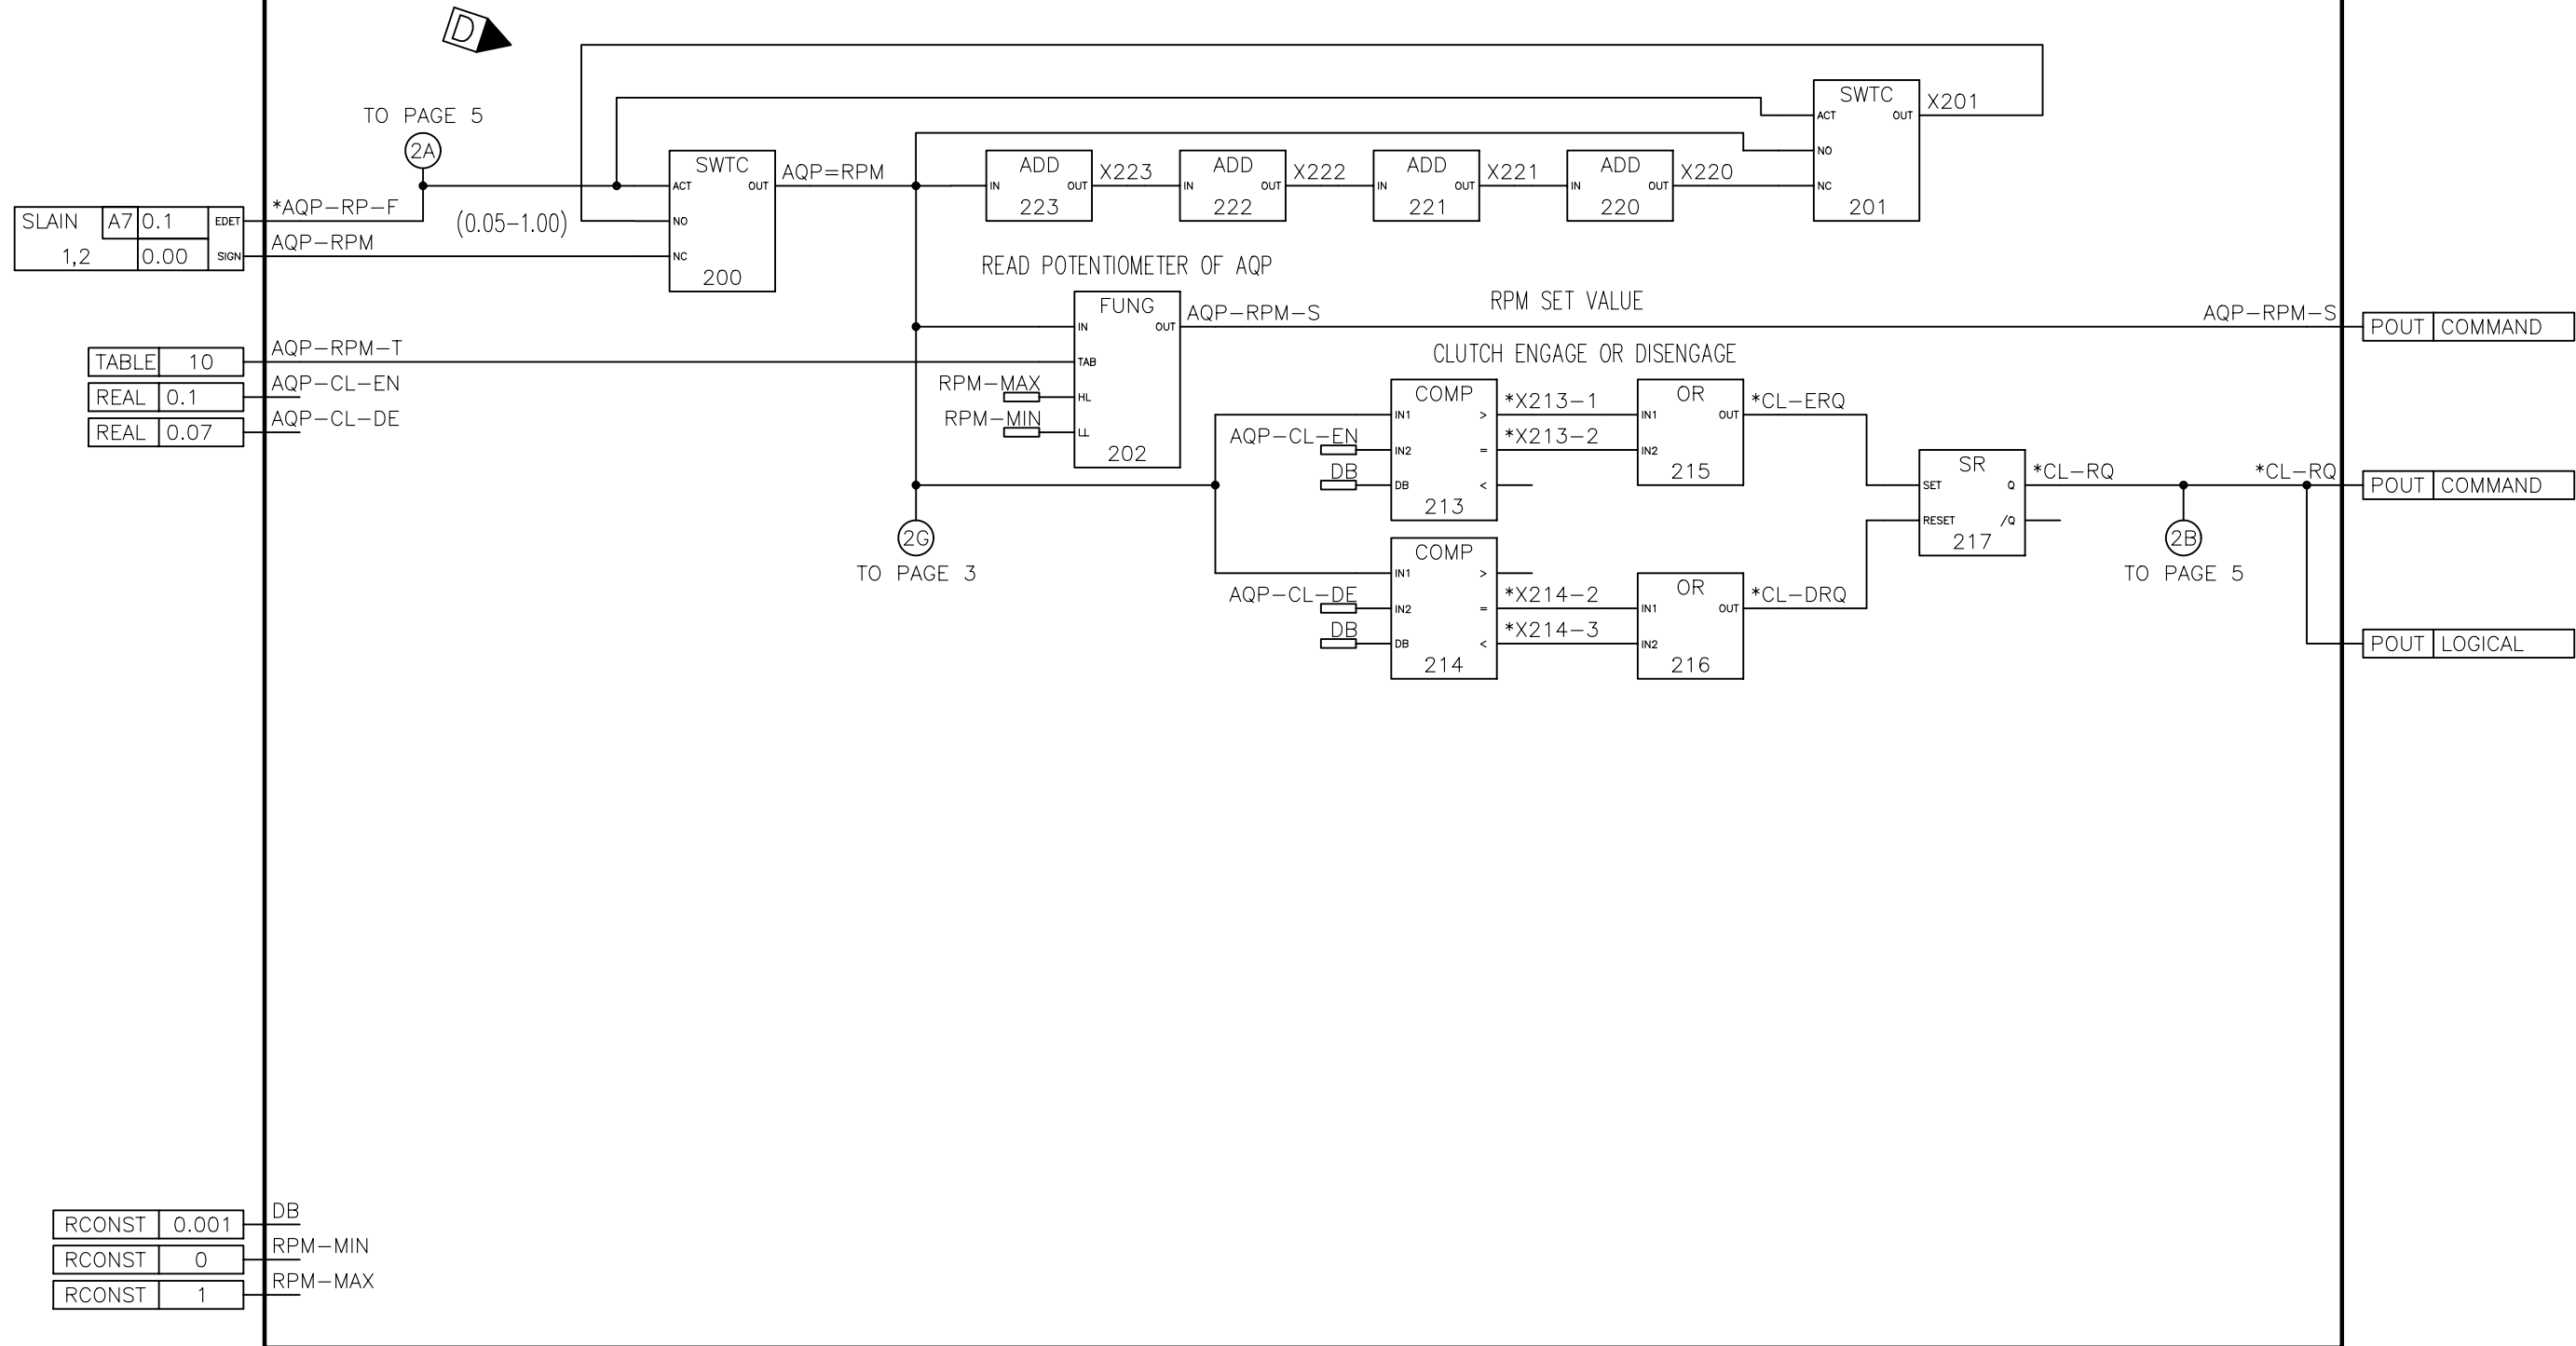 D
TO PAGE 5
2A
SLAIN A7 0.1 EDET
1,2 0.00 SIGN
*AQP-RP-F
AQP-RPM
(0.05-1.00)
SWTC
ACT OUT
NO
NC
200
AQP=RPM
ADD
IN OUT
223
X223
ADD
IN OUT
222
X222
ADD
IN OUT
221
X221
ADD
IN OUT
220
X220
SWTC
ACT OUT
NO
NC
201
X201
READ POTENTIOMETER OF AQP
FUNG
IN OUT
TAB
HL
LL
202
AQP-RPM-S
RPM SET VALUE
AQP-RPM-S
POUT COMMAND
TABLE 10
AQP-RPM-T
REAL 0.1
AQP-CL-EN
REAL 0.07
AQP-CL-DE
RPM-MAX
RPM-MIN
CLUTCH ENGAGE OR DISENGAGE
AQP-CL-EN
DB
COMP
IN1 >
IN2 =
DB <
213
*X213-1
*X213-2
OR
IN1 OUT
IN2
215
*CL-ERQ
SR
SET Q
RESET /Q
217
*CL-RQ
*CL-RQ
POUT COMMAND
2G
TO PAGE 3
2B
TO PAGE 5
AQP-CL-DE
DB
COMP
IN1 >
IN2 =
DB <
214
*X214-2
*X214-3
OR
IN1 OUT
IN2
216
*CL-DRQ
POUT LOGICAL
RCONST 0.001
DB
RCONST 0
RPM-MIN
RCONST 1
RPM-MAX